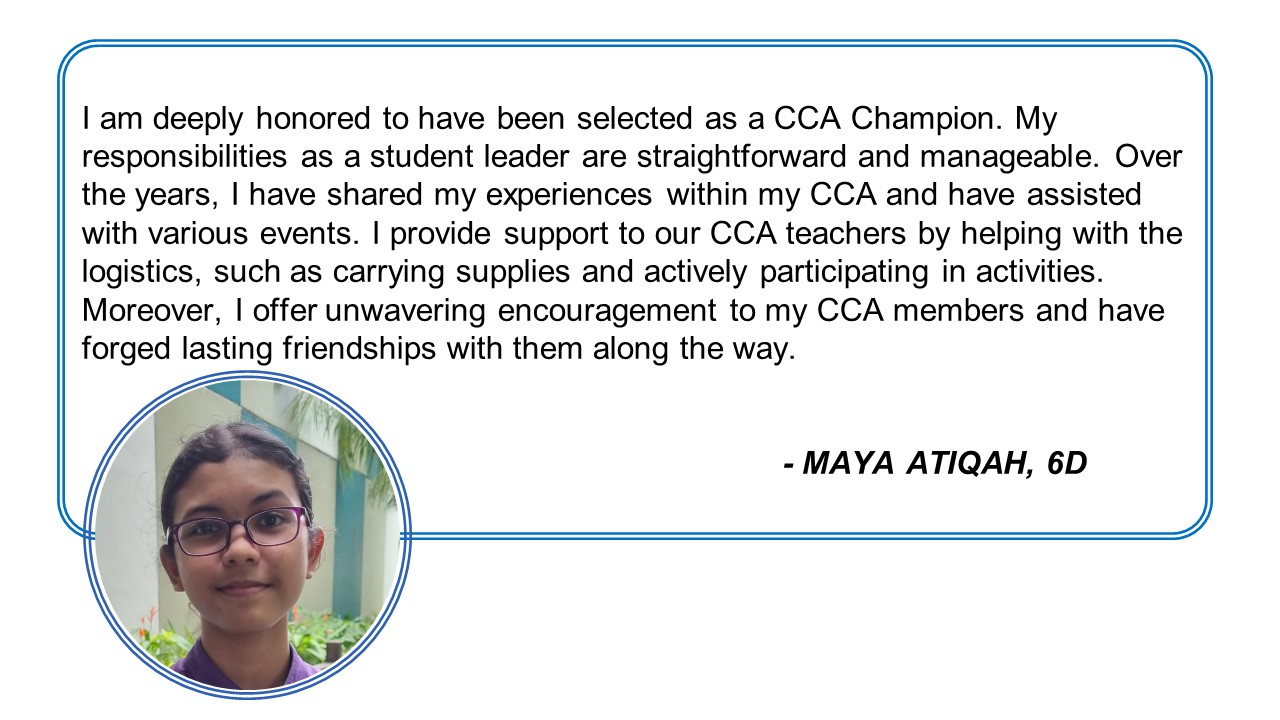 I am deeply honored to have been selected as a CCA Champion. My
responsibilities as a student leader are straightforward and manageable. Over
the years, I have shared my experiences within my CCA and have assisted
with various events. I provide support to our CCA teachers by helping with the
logistics, such as carrying supplies and actively participating in activities.
Moreover, I offer unwavering encouragement to my CCA members and have
forged lasting friendships with them along the way.
- MAYA ATIQAH, 6D